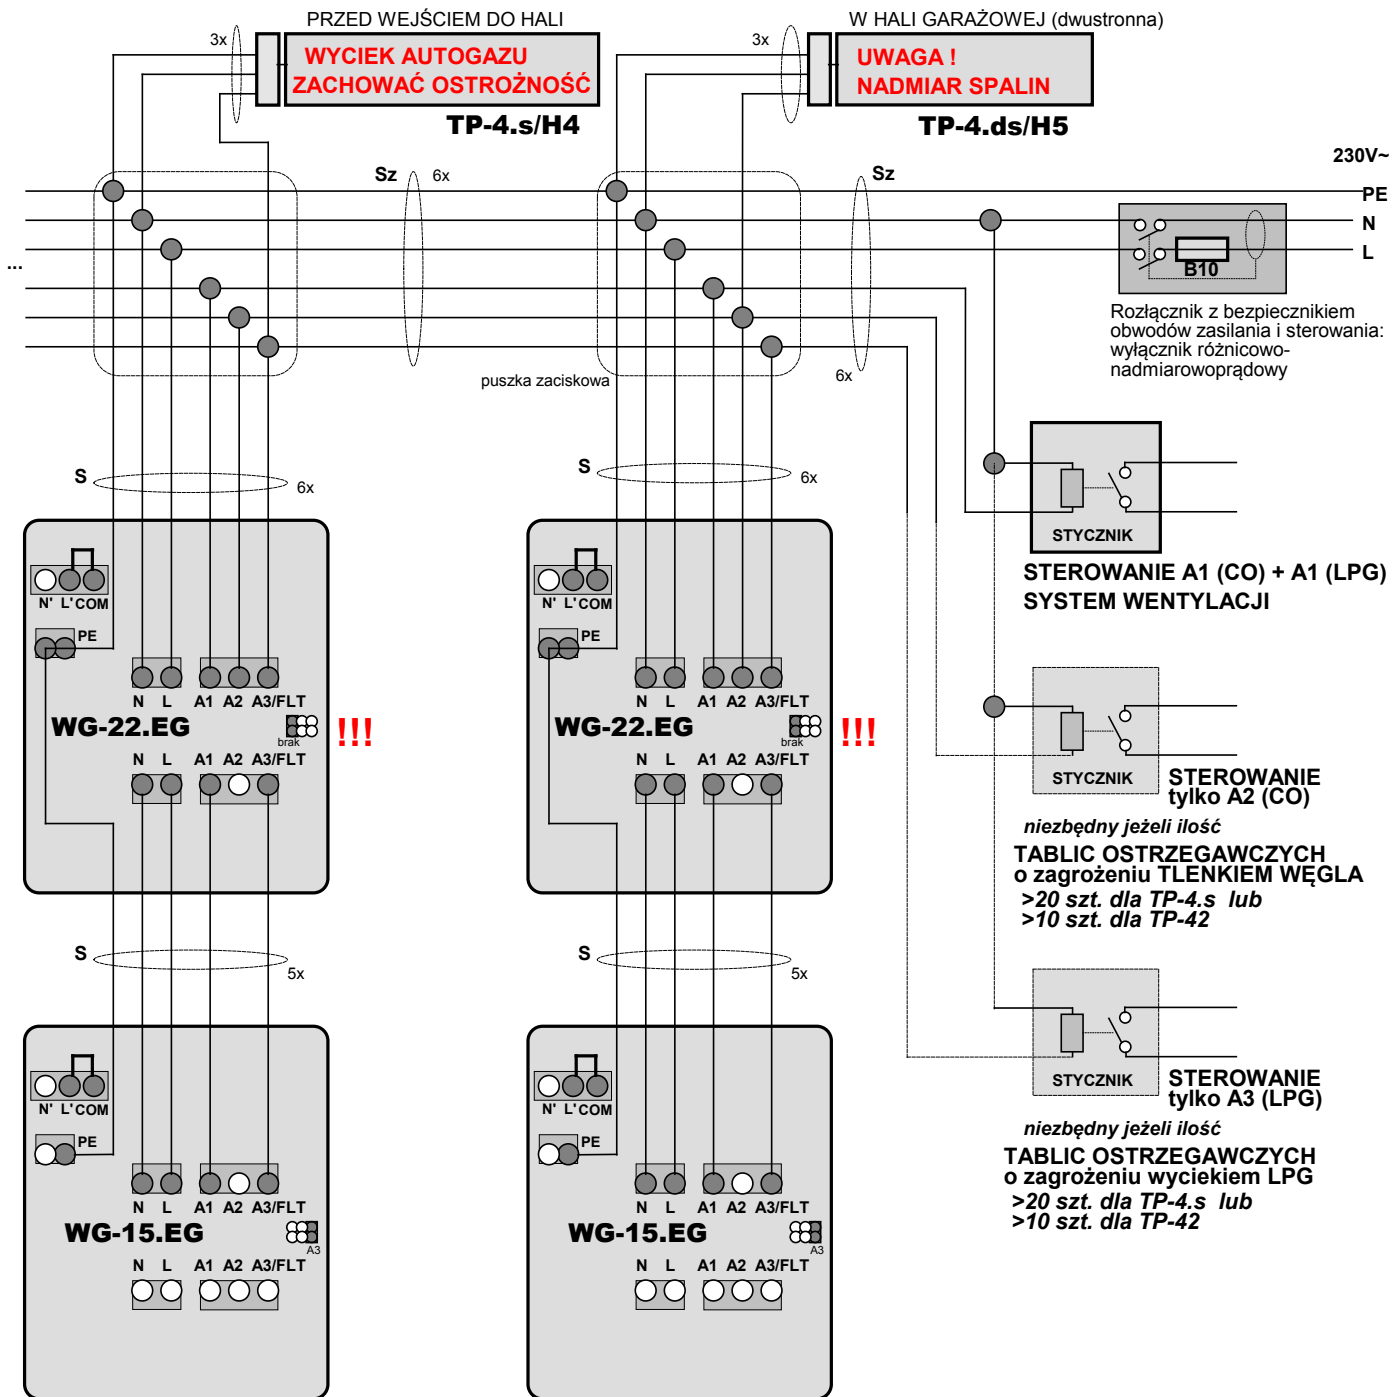 PRZED WEJŚCIEM DO HALI
W HALI GARAŻOWEJ (dwustronna)
3x
WYCIEK AUTOGAZU
ZACHOWAĆ OSTROŻNOŚĆ
3x
UWAGA !
NADMIAR SPALIN
TP-4.s/H4
TP-4.ds/H5
230V~
Sz
6x
Sz
PE
N
L
...
B10
Rozłącznik z bezpiecznikiem
obwodów zasilania i sterowania:
wyłącznik różnicowo-
nadmiarowoprądowy
puszka zaciskowa
6x
S
6x
S
6x
STYCZNIK
STEROWANIE A1 (CO) + A1 (LPG)
SYSTEM WENTYLACJI
N' L' COM
PE
N L A1 A2 A3/FLT
WG-22.EG
brak
!!!
N L A1 A2 A3/FLT
N' L' COM
PE
N L A1 A2 A3/FLT
WG-22.EG
brak
!!!
N L A1 A2 A3/FLT
STYCZNIK
STEROWANIE
tylko A2 (CO)
niezbędny jeżeli ilość
TABLIC OSTRZEGAWCZYCH
o zagrożeniu TLENKIEM WĘGLA
>20 szt. dla TP-4.s lub
>10 szt. dla TP-42
S
5x
S
5x
STYCZNIK
STEROWANIE
tylko A3 (LPG)
niezbędny jeżeli ilość
TABLIC OSTRZEGAWCZYCH
o zagrożeniu wyciekiem LPG
>20 szt. dla TP-4.s lub
>10 szt. dla TP-42
N' L' COM
PE
N L A1 A2 A3/FLT
WG-15.EG
A3
N L A1 A2 A3/FLT
N' L' COM
PE
N L A1 A2 A3/FLT
WG-15.EG
A3
N L A1 A2 A3/FLT